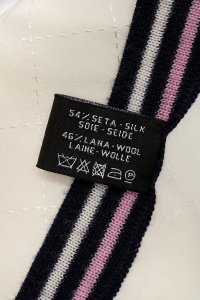 54% SETA-SILK
SOIE-SEIDE
46% LANA-WOOL
LAINE-WOLLE
P